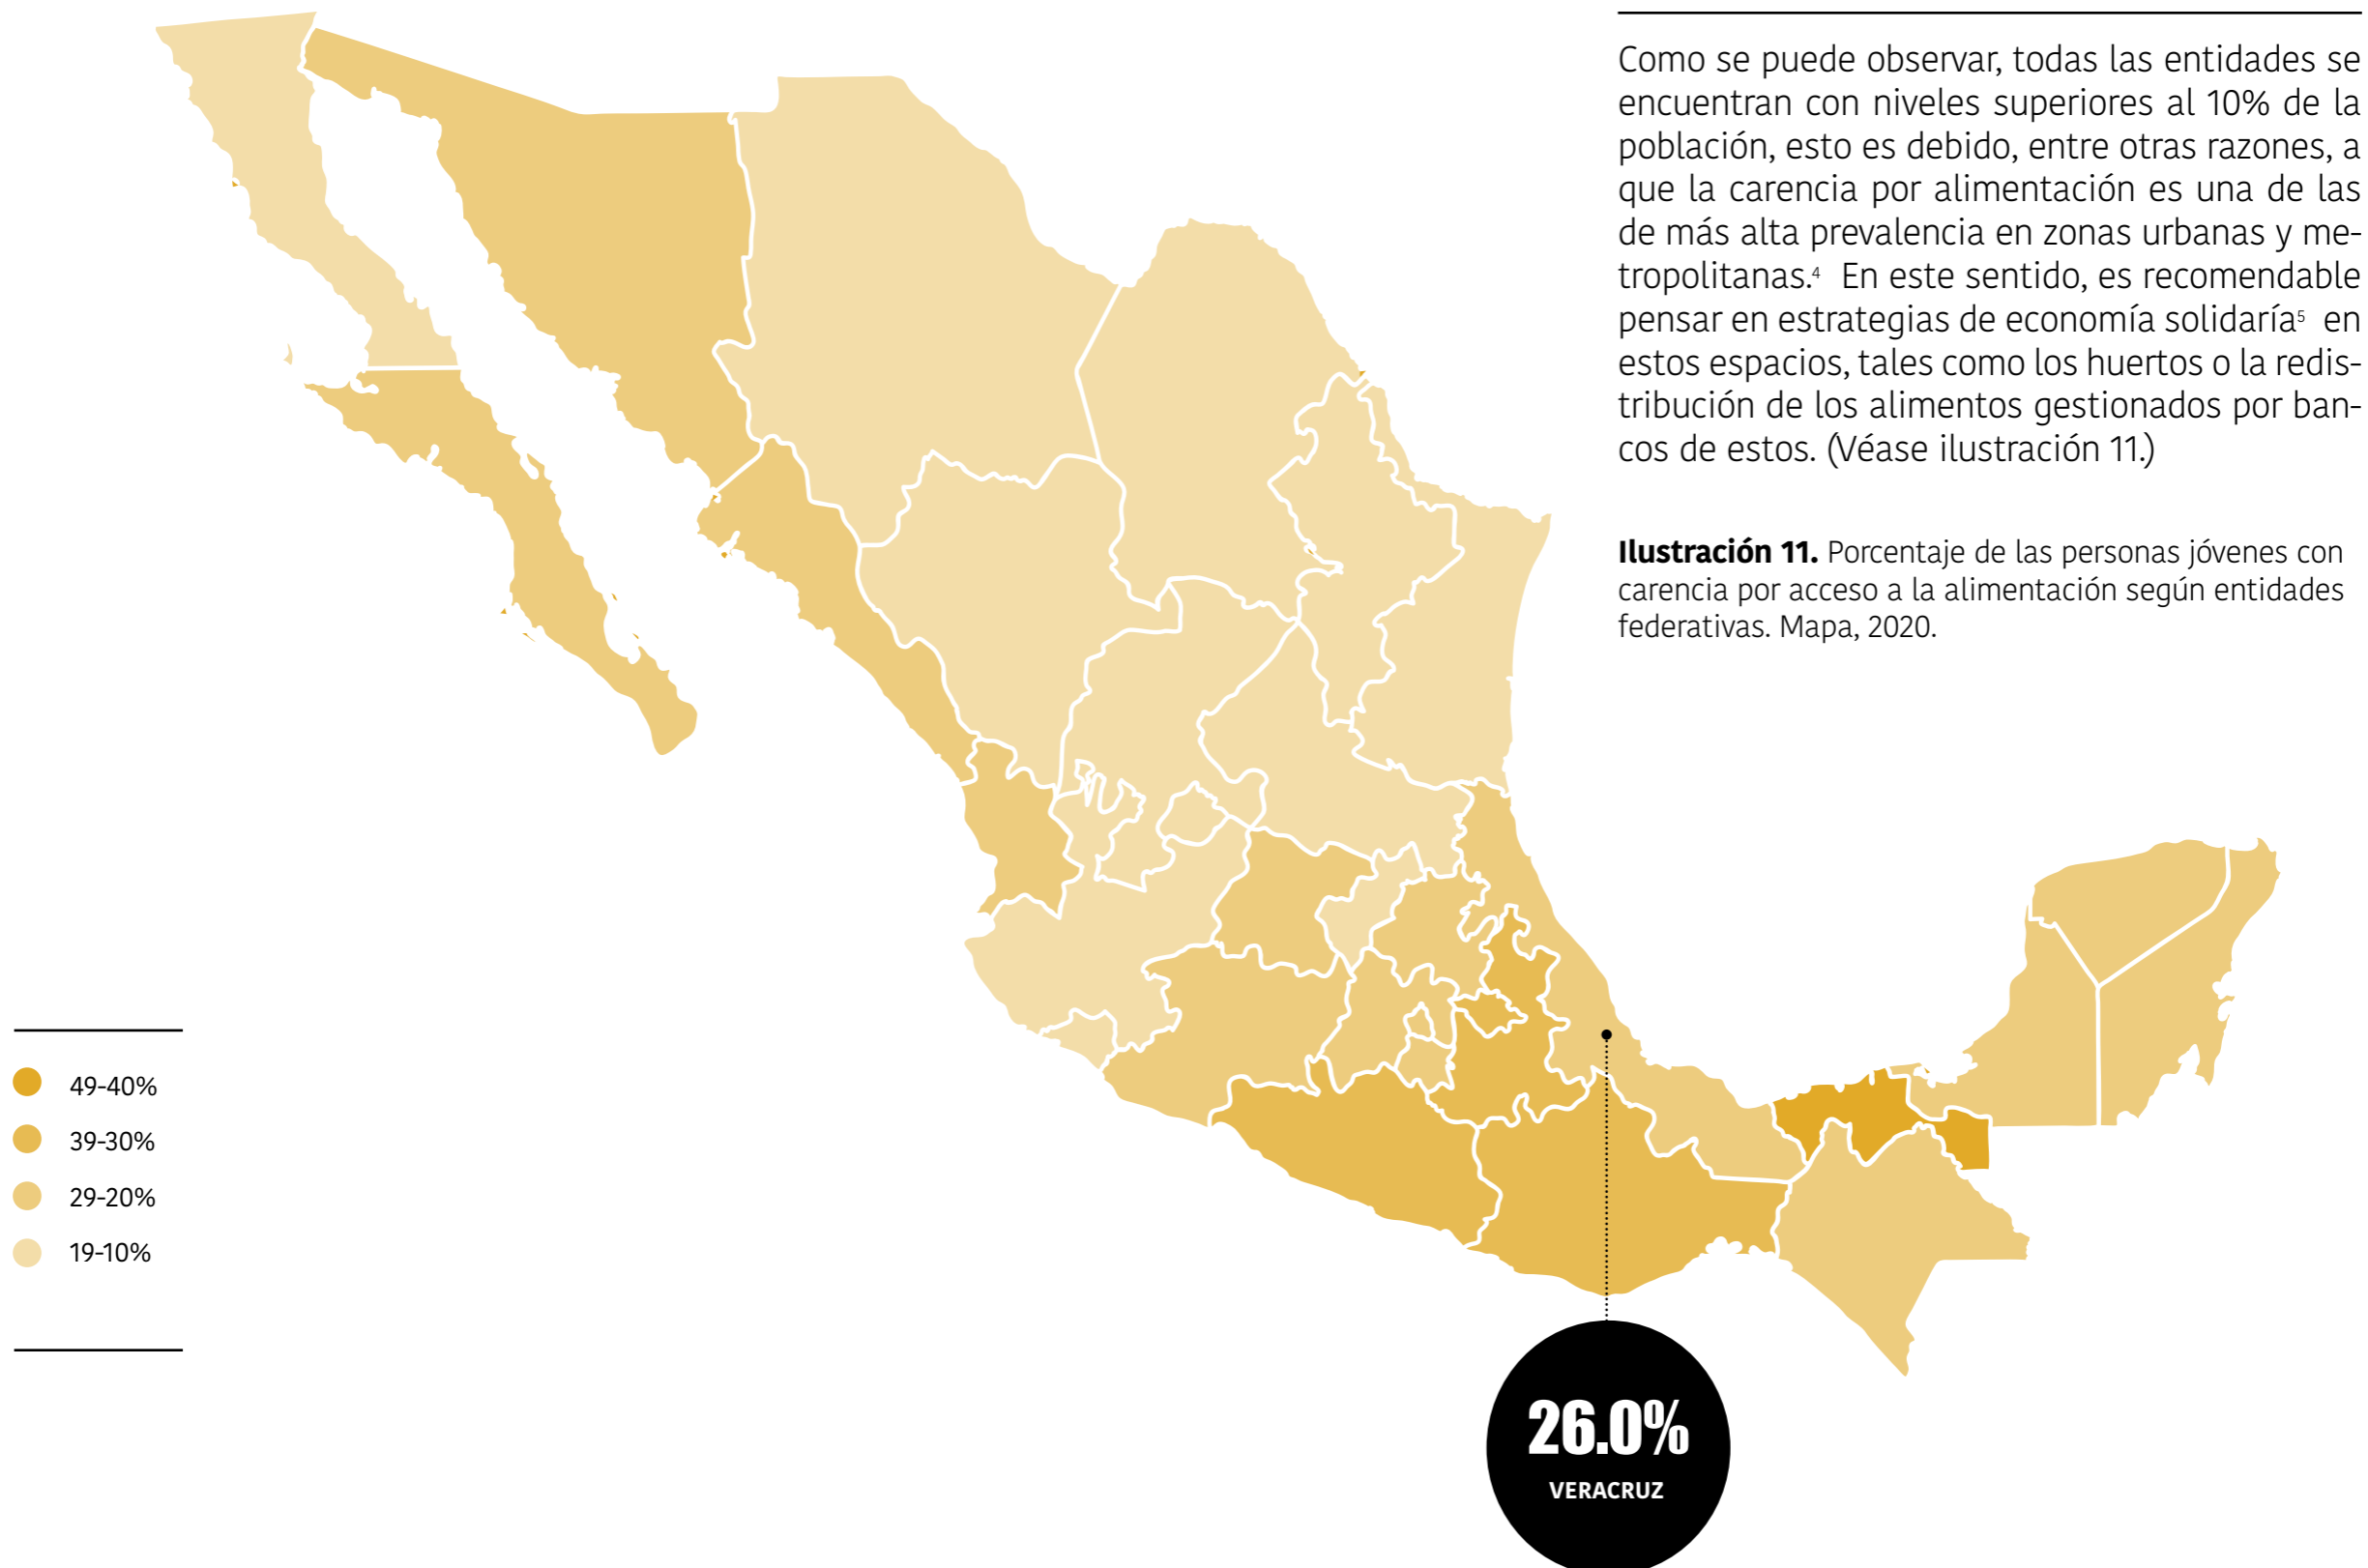 Como se puede observar, todas las entidades se
encuentran con niveles superiores al 10% de la
población, esto es debido, entre otras razones, a
que la carencia por alimentación es una de las
de más alta prevalencia en zonas urbanas y me-
tropolitanas.⁴ En este sentido, es recomendable
pensar en estrategias de economía solidaría⁵ en
estos espacios, tales como los huertos o la redis-
tribución de los alimentos gestionados por ban-
cos de estos. (Véase ilustración 11.)
Ilustración 11. Porcentaje de las personas jóvenes con
carencia por acceso a la alimentación según entidades
federativas. Mapa, 2020.
49-40%
39-30%
29-20%
19-10%
26.0%
VERACRUZ